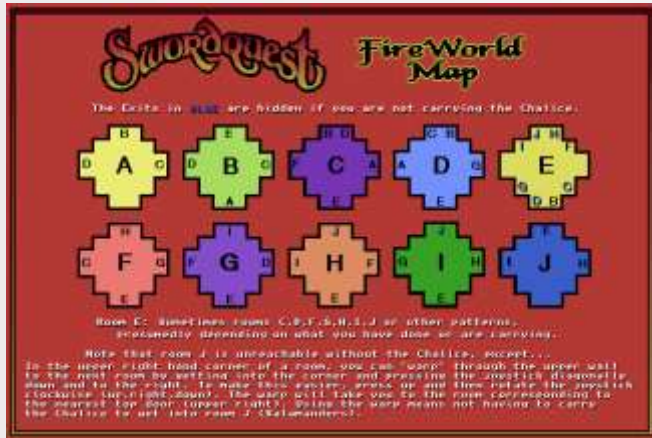 SwordQuest
FireWorld
Map
The Exits in BLUE are hidden if you are not carrying the Chalice.
B E B D C H J H
I F
D A C D B C F C A A D G E
G G
A E E D B
H I J J E
G F G F G D I H F G I H I J H
E E E E
Room E: Sometimes rooms C,D,F,G,H,I,J or other patterns,
presumedly depending on what you have done or are carrying.
Note that room J is unreachable without the Chalice, except...
In the upper right hand corner of a room, you can 'warp' through the upper wall
to the next room by getting into the corner and pressing the joystick diagonally
down and to the right. To make this easier, press up and then rotate the joystick
clockwise (up,right,down). The warp will take you to the room corresponding to
the nearest top door (upper right). Using the warp means not having to carry
the Chalice to get into room J (Salamanders).